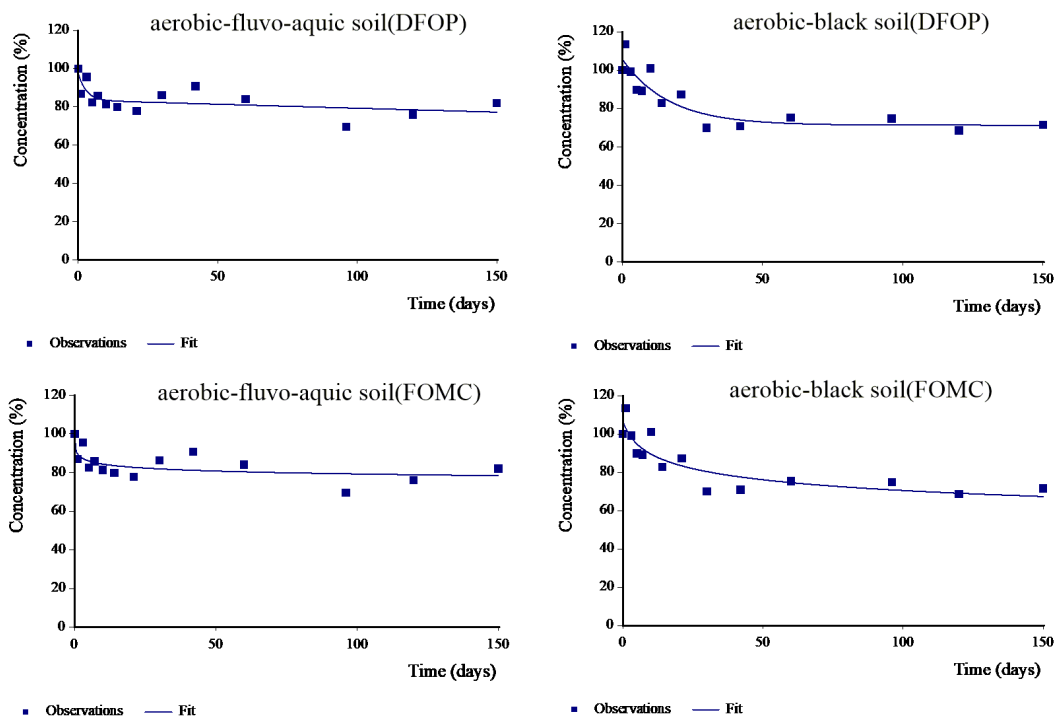 aerobic-fluvo-aquic soil(DFOP)
Concentration (%)
120
100
80
60
40
20
0
0 50 100 150
Time (days)
Observations Fit
aerobic-black soil(DFOP)
Concentration (%)
120
100
80
60
40
20
0
0 50 100 150
Time (days)
Observations Fit
aerobic-fluvo-aquic soil(FOMC)
Concentration (%)
120
100
80
60
40
20
0
0 50 100 150
Time (days)
Observations Fit
aerobic-black soil(FOMC)
Concentration (%)
120
100
80
60
40
20
0
0 50 100 150
Time (days)
Observations Fit